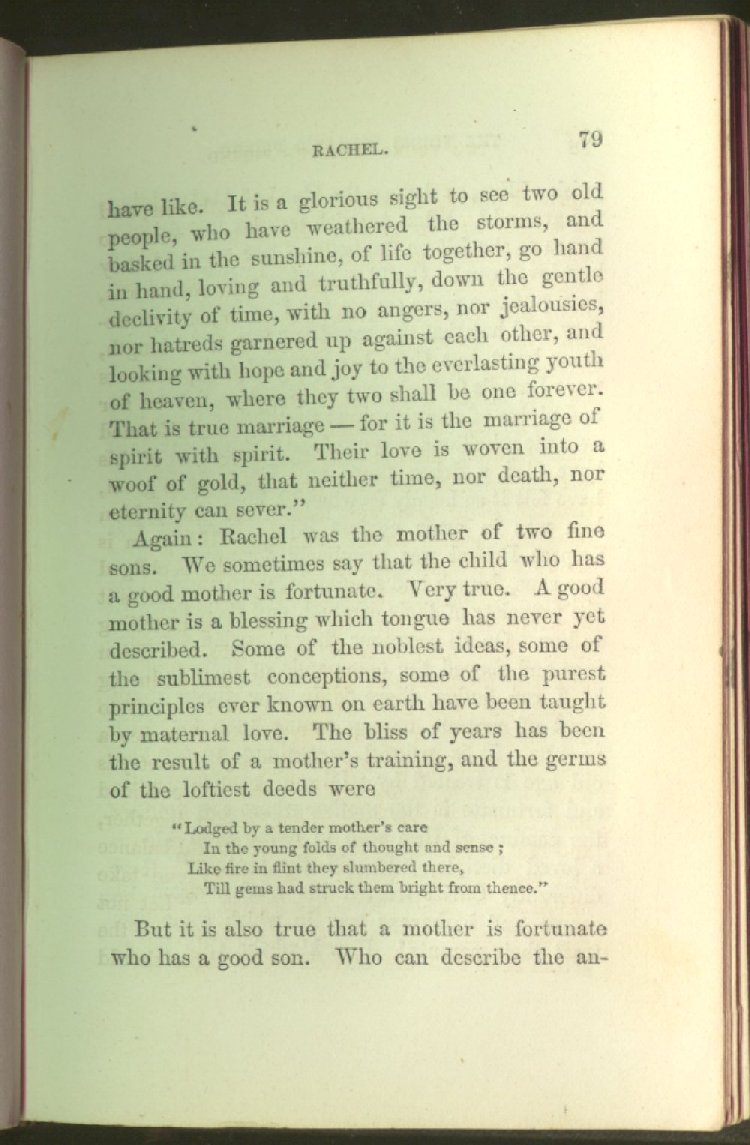 RACHEL.
79
have like. It is a glorious sight to see two old
people, who have weathered the storms, and
basked in the sunshine, of life together, go hand
in hand, loving and truthfully, down the gentle
declivity of time, with no angers, nor jealousies,
nor hatreds garnered up against each other, and
looking with hope and joy to the everlasting youth
of heaven, where they two shall be one forever.
That is true marriage — for it is the marriage of
spirit with spirit. Their love is woven into a
woof of gold, that neither time, nor death, nor
eternity can sever.”
Again: Rachel was the mother of two fine
sons. We sometimes say that the child who has
a good mother is fortunate. Very true. A good
mother is a blessing which tongue has never yet
described. Some of the noblest ideas, some of
the sublimest conceptions, some of the purest
principles ever known on earth have been taught
by maternal love. The bliss of years has been
the result of a mother’s training, and the germs
of the loftiest deeds were
“Lodged by a tender mother’s care
In the young folds of thought and sense;
Like fire in flint they slumbered there,
Till gems had struck them bright from thence.”
But it is also true that a mother is fortunate
who has a good son. Who can describe the an-